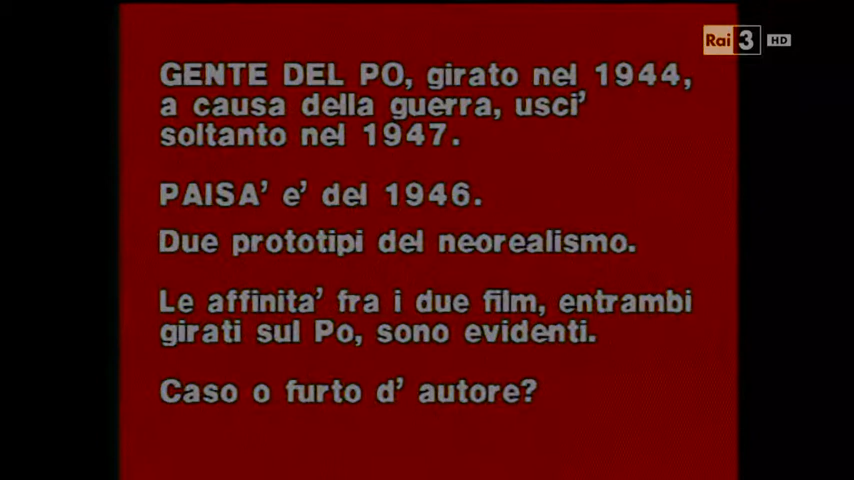 Rai 3 HD
GENTE DEL PO, girato nel 1944,
a causa della guerra, usci'
soltanto nel 1947.
PAISA' e' del 1946.
Due prototipi del neorealismo.
Le affinita' fra i due film, entrambi
girati sul Po, sono evidenti.
Caso o furto d' autore?